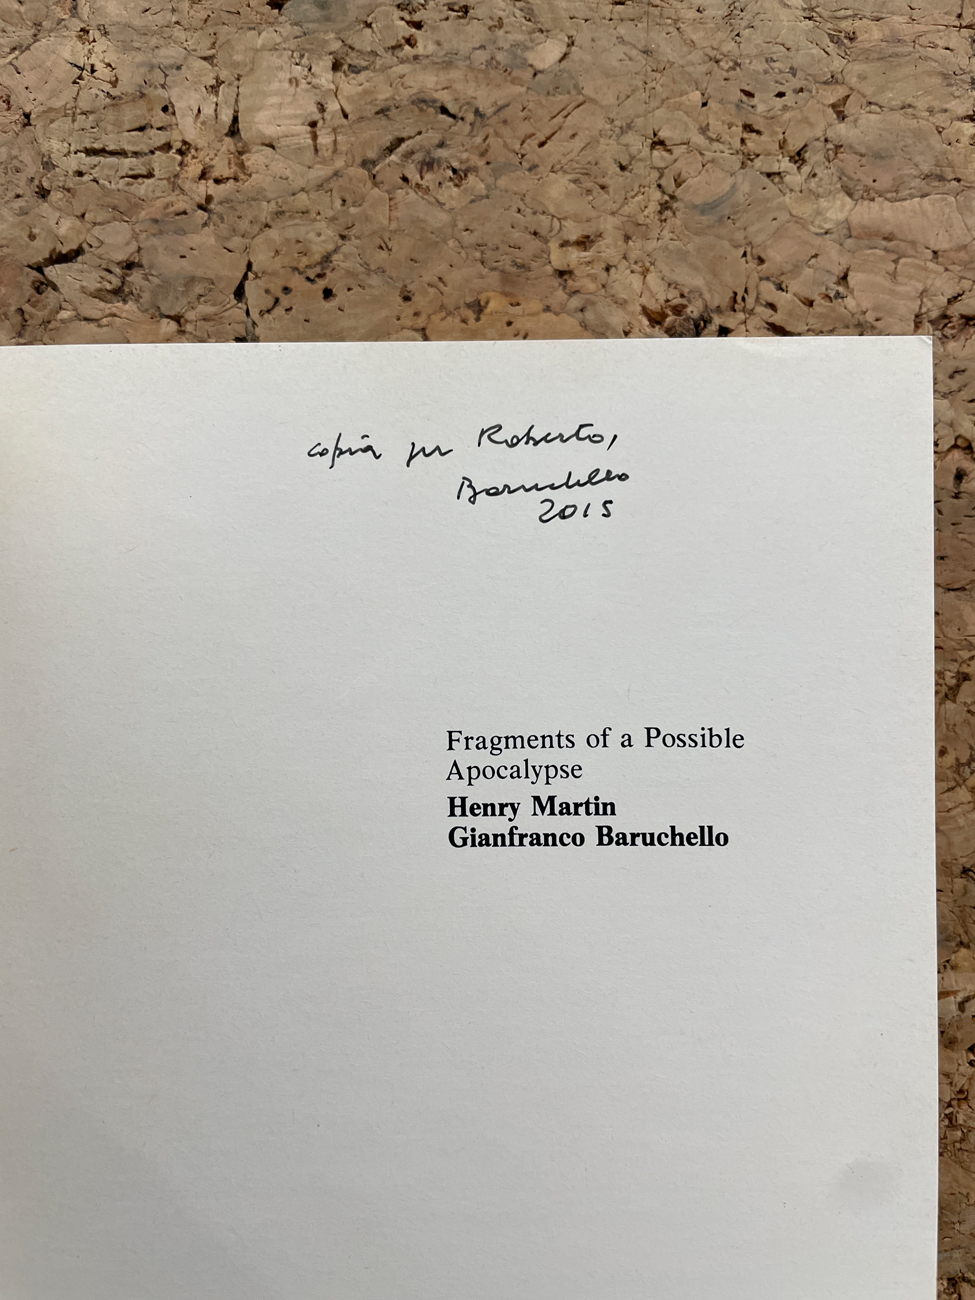 copia per Roberto,
Baruchello
2015
Fragments of a Possible
Apocalypse
Henry Martin
Gianfranco Baruchello